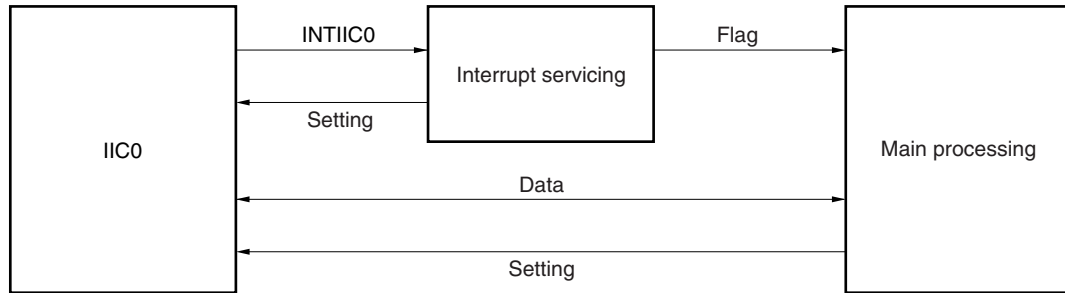 INTIIC0
Flag
Interrupt servicing
Setting
IIC0
Main processing
Data
Setting